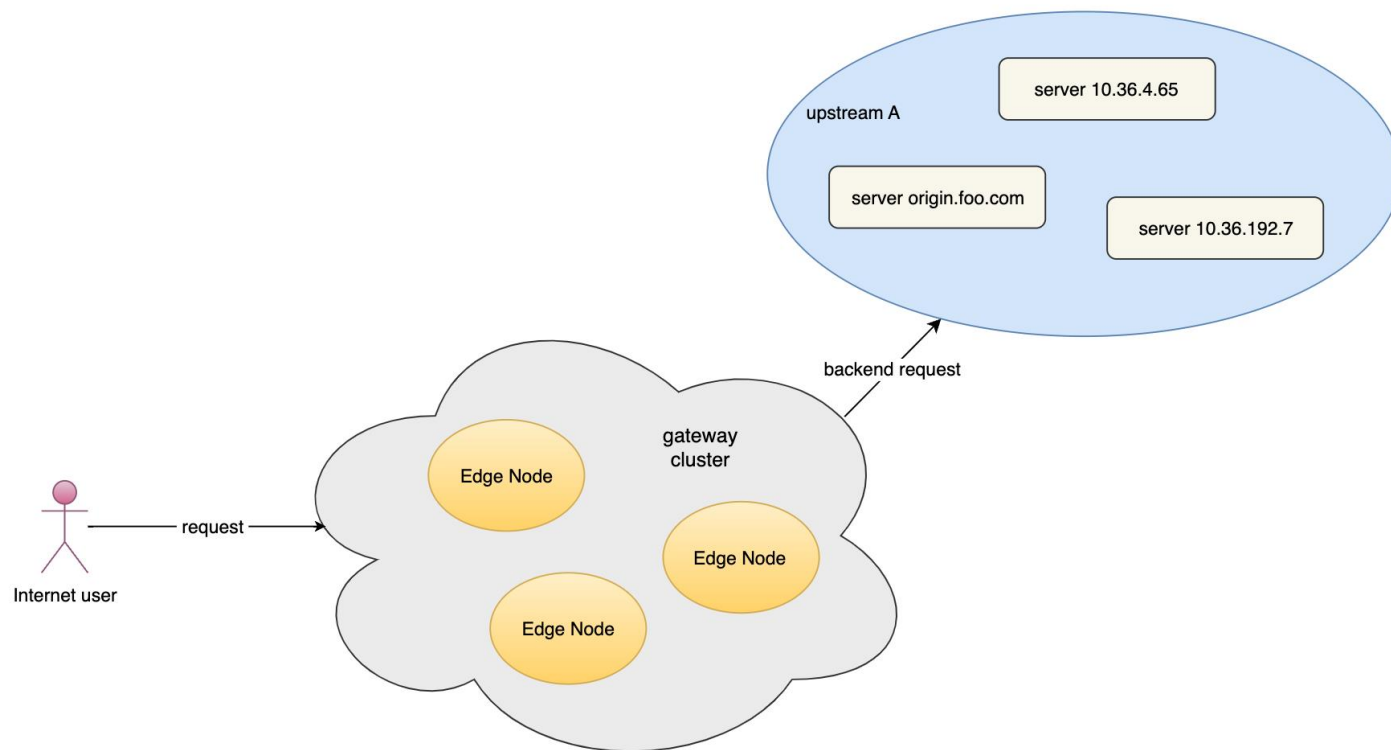 server 10.36.4.65
upstream A
server origin.foo.com
server 10.36.192.7
backend request
gateway
cluster
Edge Node
Edge Node
Edge Node
request
Internet user